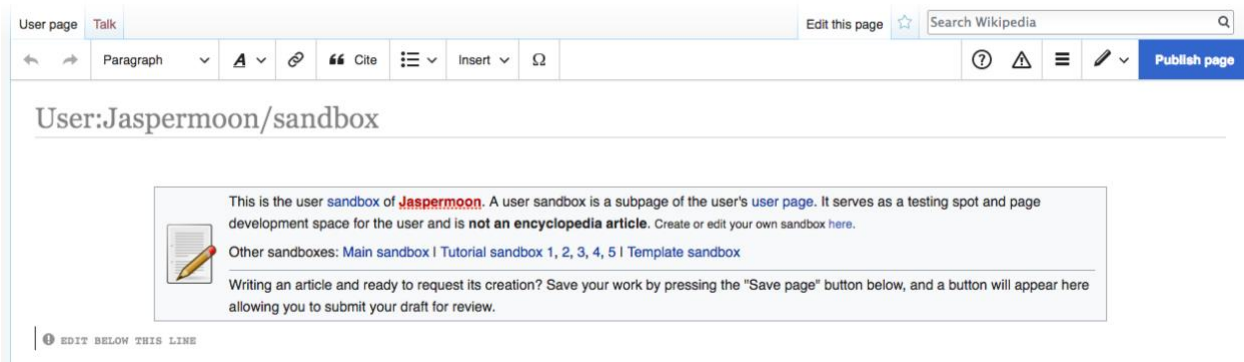 User page Talk Edit this page Search Wikipedia
Paragraph A Cite Insert Ω Publish page
User:Jaspermoon/sandbox
This is the user sandbox of Jaspermoon. A user sandbox is a subpage of the user's user page. It serves as a testing spot and page
development space for the user and is not an encyclopedia article. Create or edit your own sandbox here.
Other sandboxes: Main sandbox | Tutorial sandbox 1, 2, 3, 4, 5 | Template sandbox
Writing an article and ready to request its creation? Save your work by pressing the "Save page" button below, and a button will appear here
allowing you to submit your draft for review.
EDIT BELOW THIS LINE